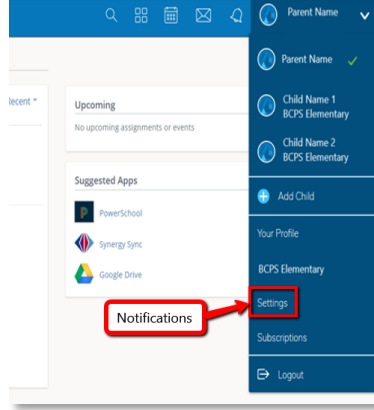 Parent Name
Recent
Upcoming
No upcoming assignments or events
Suggested Apps
PowerSchool
Synergy Sync
Google Drive
Notifications
Parent Name
Child Name 1
BCPS Elementary
Child Name 2
BCPS Elementary
Add Child
Your Profile
BCPS Elementary
Settings
Subscriptions
Logout